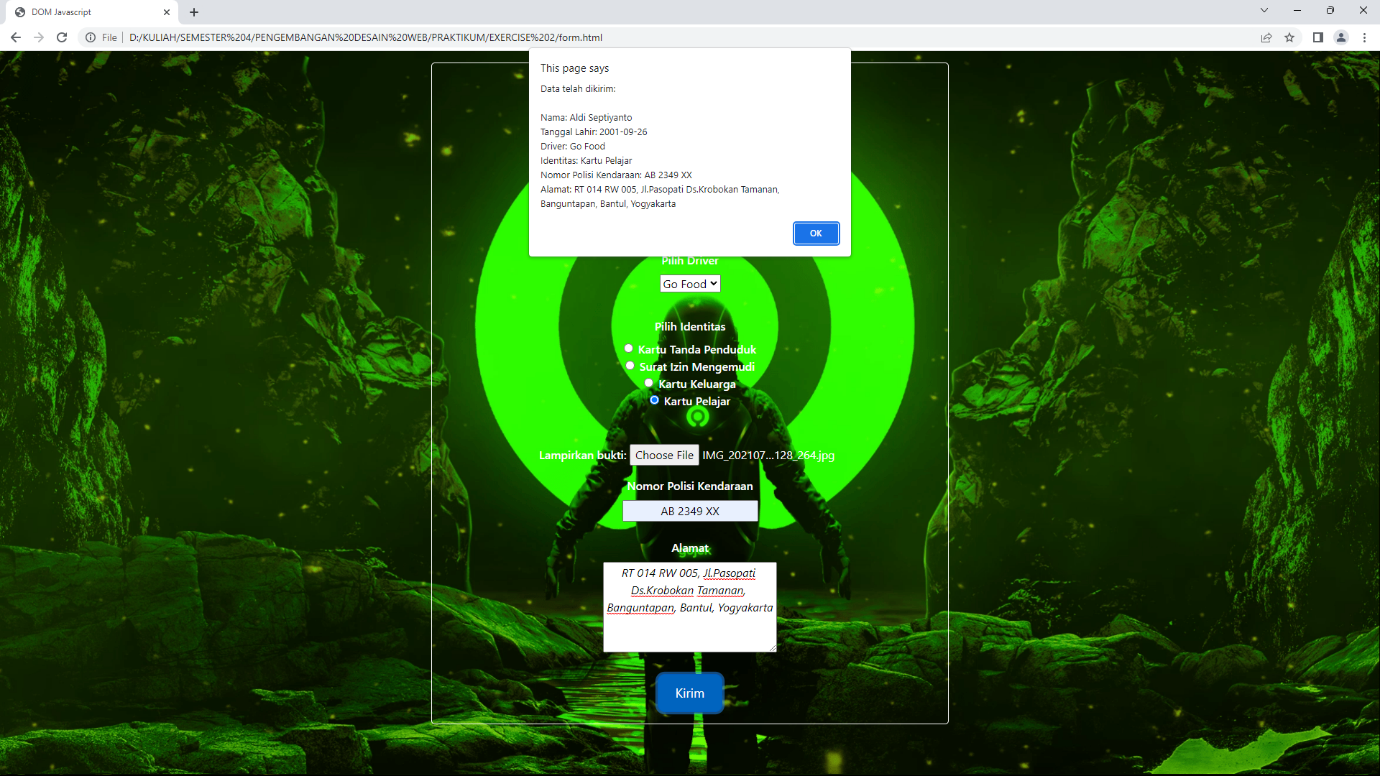 DOM Javascript
File | D:/KULIAH/SEMESTER%204/PENGEMBANGAN%20DESAIN%20WEB/PRAKTIKUM/EXERCISE%202/form.html
This page says
Data telah dikirim:
Nama: Aldi Septiyanto
Tanggal Lahir: 2001-09-26
Driver: Go Food
Identitas: Kartu Pelajar
Nomor Polisi Kendaraan: AB 2349 XX
Alamat: RT 014 RW 005, Jl.Pasopati Ds.Krobokan Tamanan,
Banguntapan, Bantul, Yogyakarta
OK
Pilih Driver
Go Food
Pilih Identitas
Kartu Tanda Penduduk
Surat Izin Mengemudi
Kartu Keluarga
Kartu Pelajar
Lampirkan bukti: Choose File IMG_202107...128_264.jpg
Nomor Polisi Kendaraan
AB 2349 XX
Alamat
gojek
RT 014 RW 005, Jl.Pasopati
Ds.Krobokan Tamanan,
Banguntapan, Bantul, Yogyakarta
Kirim